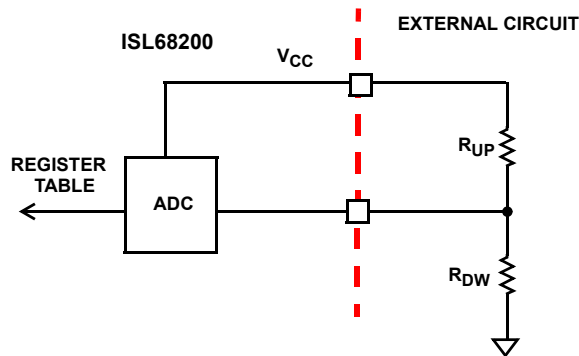 EXTERNAL CIRCUIT
ISL68200
VCC
RUP
REGISTER
TABLE
ADC
RDW